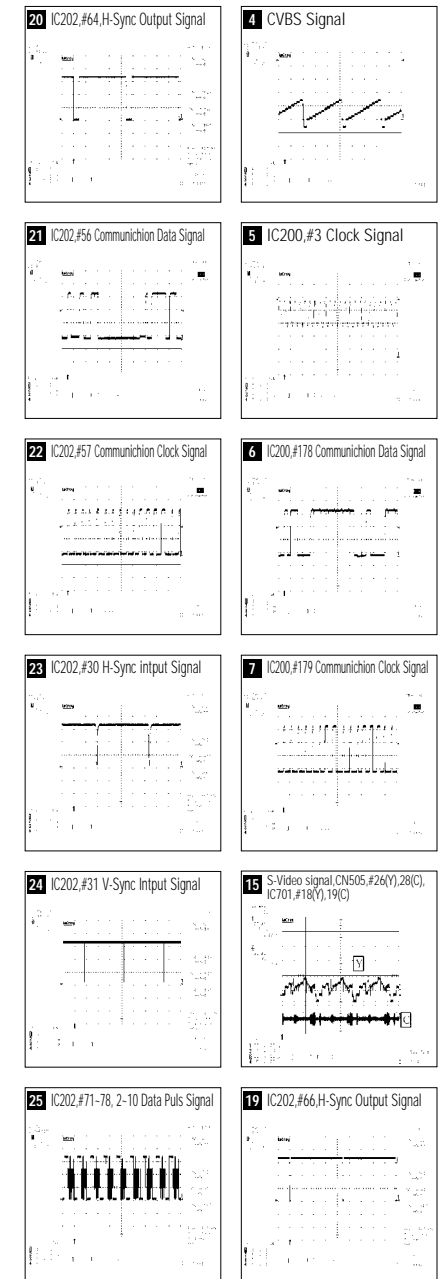 20 IC202,#64,H-Sync Output Signal
4 CVBS Signal
21 IC202,#56 Communichion Data Signal
5 IC200,#3 Clock Signal
22 IC202,#57 Communichion Clock Signal
6 IC200,#178 Communichion Data Signal
23 IC202,#30 H-Sync intput Signal
7 IC200,#179 Communichion Clock Signal
24 IC202,#31 V-Sync Intput Signal
15 S-Video signal,CN505,#26(Y),28(C),
IC701,#18(Y),19(C)
Y
C
25 IC202,#71~78, 2~10 Data Puls Signal
19 IC202,#66,H-Sync Output Signal